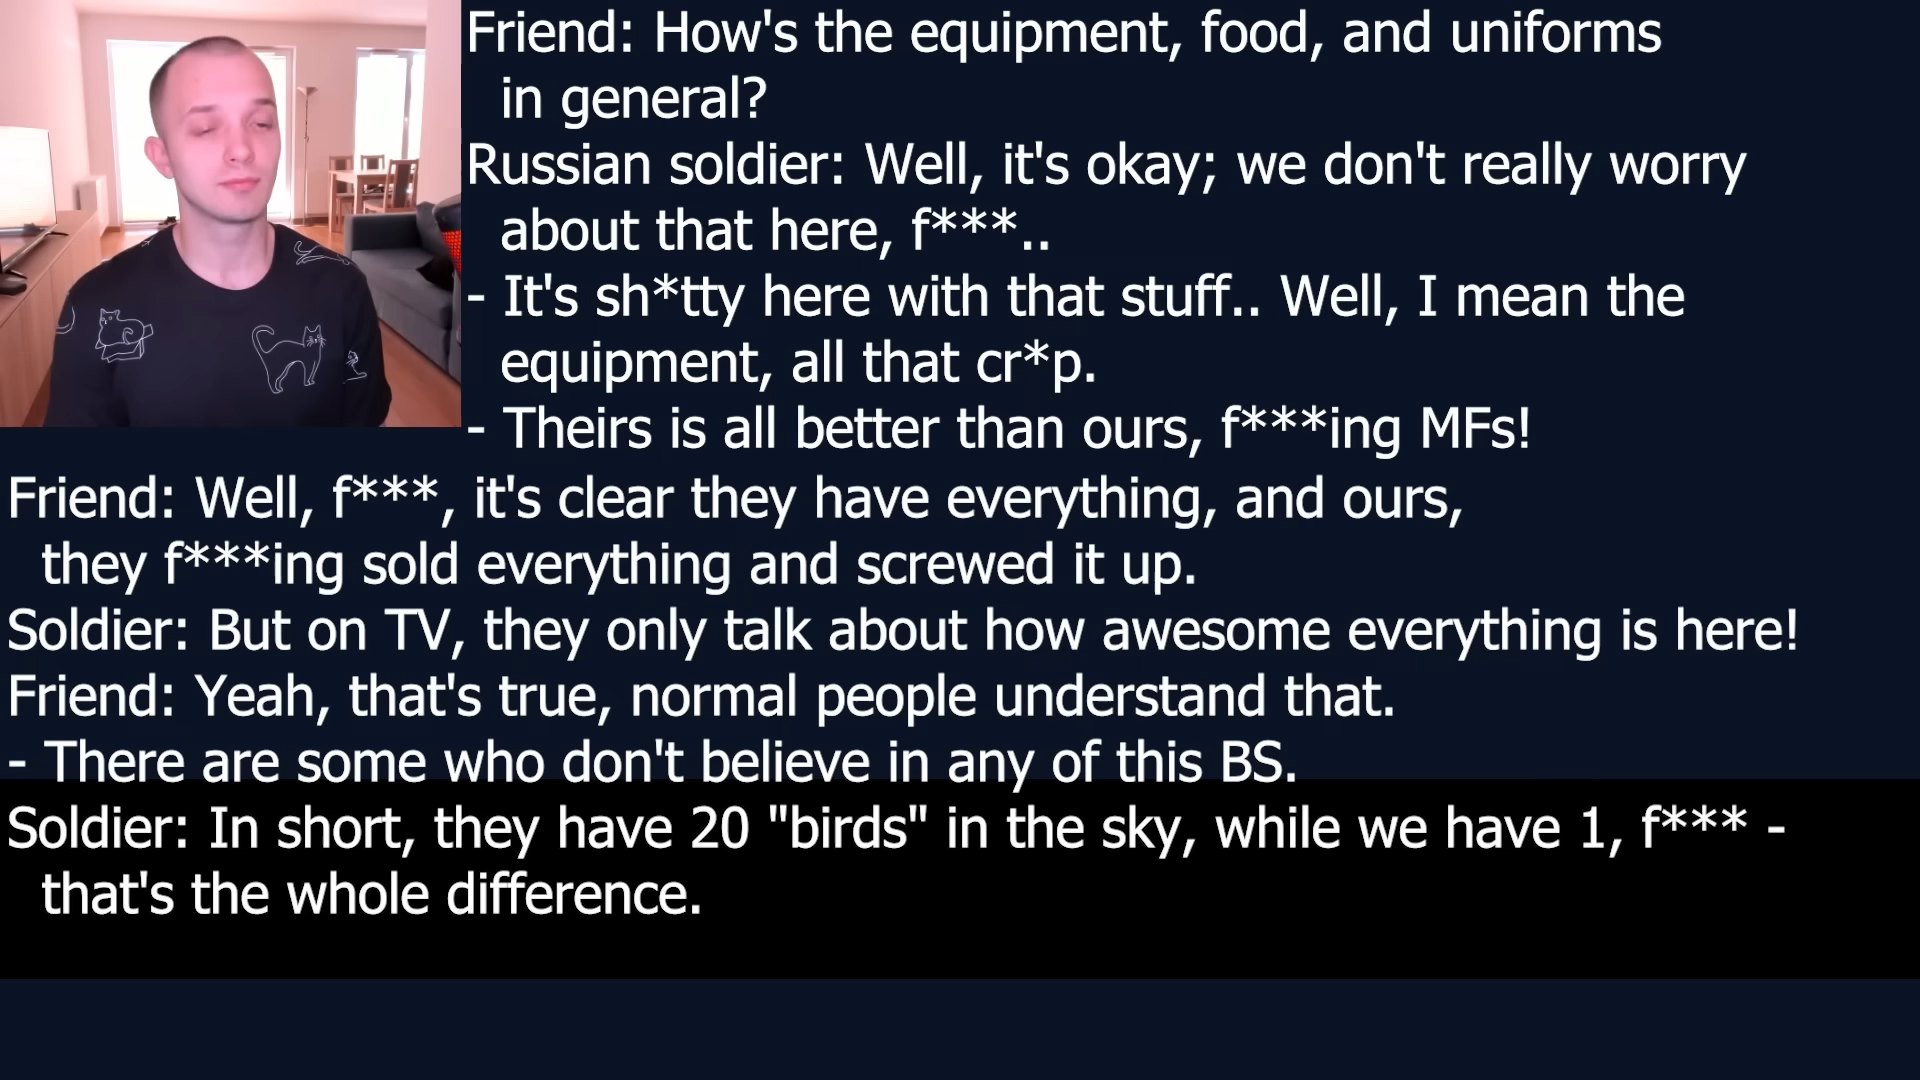 Friend: How's the equipment, food, and uniforms
in general?
Russian soldier: Well, it's okay; we don't really worry
about that here, f***..
- It's sh*tty here with that stuff.. Well, I mean the
equipment, all that cr*p.
- Theirs is all better than ours, f***ing MFs!
Friend: Well, f***, it's clear they have everything, and ours,
they f***ing sold everything and screwed it up.
Soldier: But on TV, they only talk about how awesome everything is here!
Friend: Yeah, that's true, normal people understand that.
- There are some who don't believe in any of this BS.
Soldier: In short, they have 20 "birds" in the sky, while we have 1, f*** -
that's the whole difference.